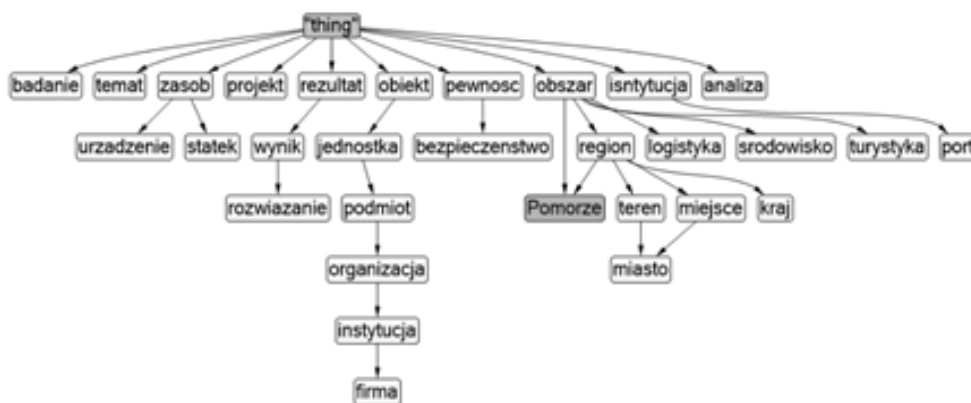 "thing"
badanie temat zasob projekt rezultat obiekt pewnosc obszar isntytucja analiza
urzadzenie statek wynik jednostka bezpieczenstwo region logistyka srodowisko turystyka port
rozwiazanie podmiot Pomorze teren miejsce kraj
organizacja miasto
instytucja
firma